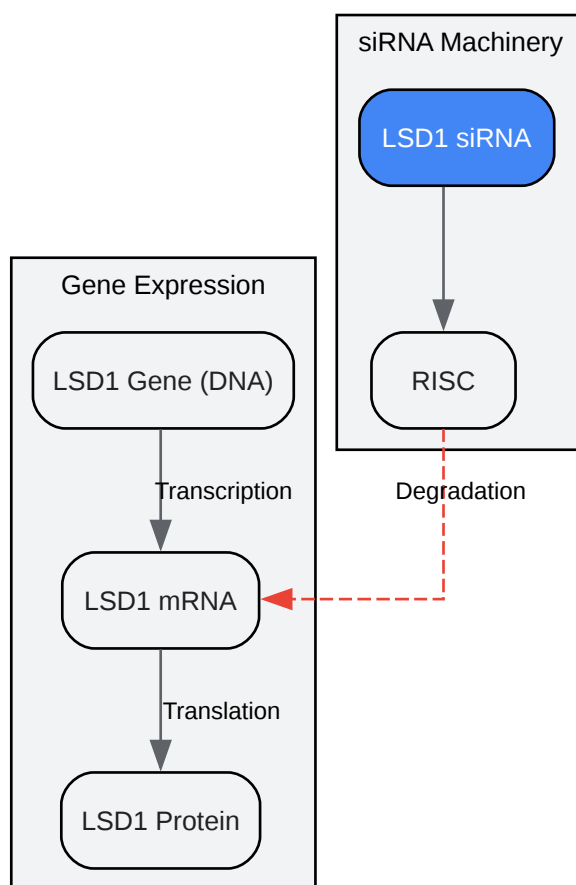 siRNA Machinery
LSD1 siRNA
RISC
Degradation
Gene Expression
LSD1 Gene (DNA)
Transcription
LSD1 mRNA
Translation
LSD1 Protein